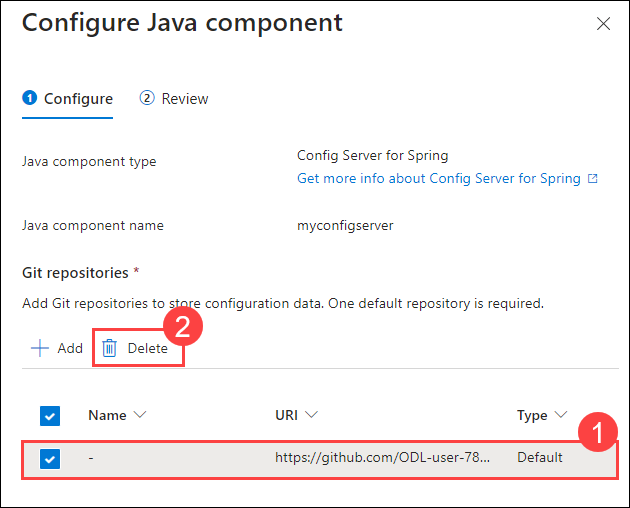 Configure Java component
1 Configure 2 Review
Java component type Config Server for Spring
Get more info about Config Server for Spring
Java component name myconfigserver
Git repositories *
Add Git repositories to store configuration data. One default repository is required.
2
Add Delete
1
Name URI Type
- https://github.com/ODL-user-78... Default